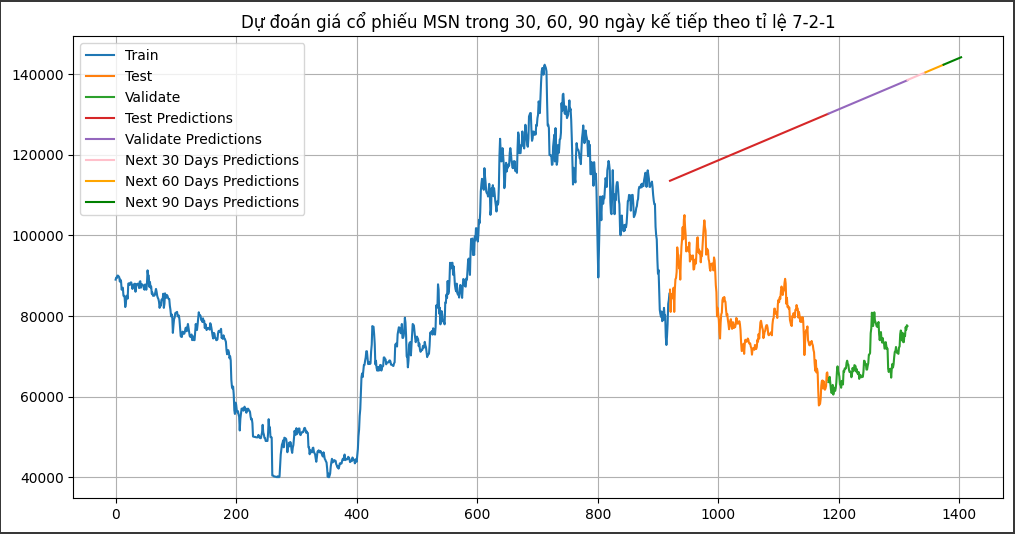 Dự đoán giá cổ phiếu MSN trong 30, 60, 90 ngày kế tiếp theo tỉ lệ 7-2-1
Train
Test
Validate
Test Predictions
Validate Predictions
Next 30 Days Predictions
Next 60 Days Predictions
Next 90 Days Predictions
140000
120000
100000
80000
60000
40000
0 200 400 600 800 1000 1200 1400